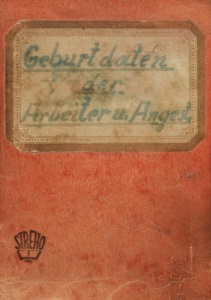 Geburtdaten
der
Arbeiter u. Angest.
STREHO